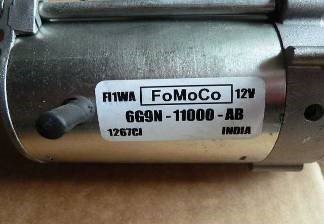 FI1WA FoMoCo 12V
6G9N - 11000 - AB
1267CI INDIA